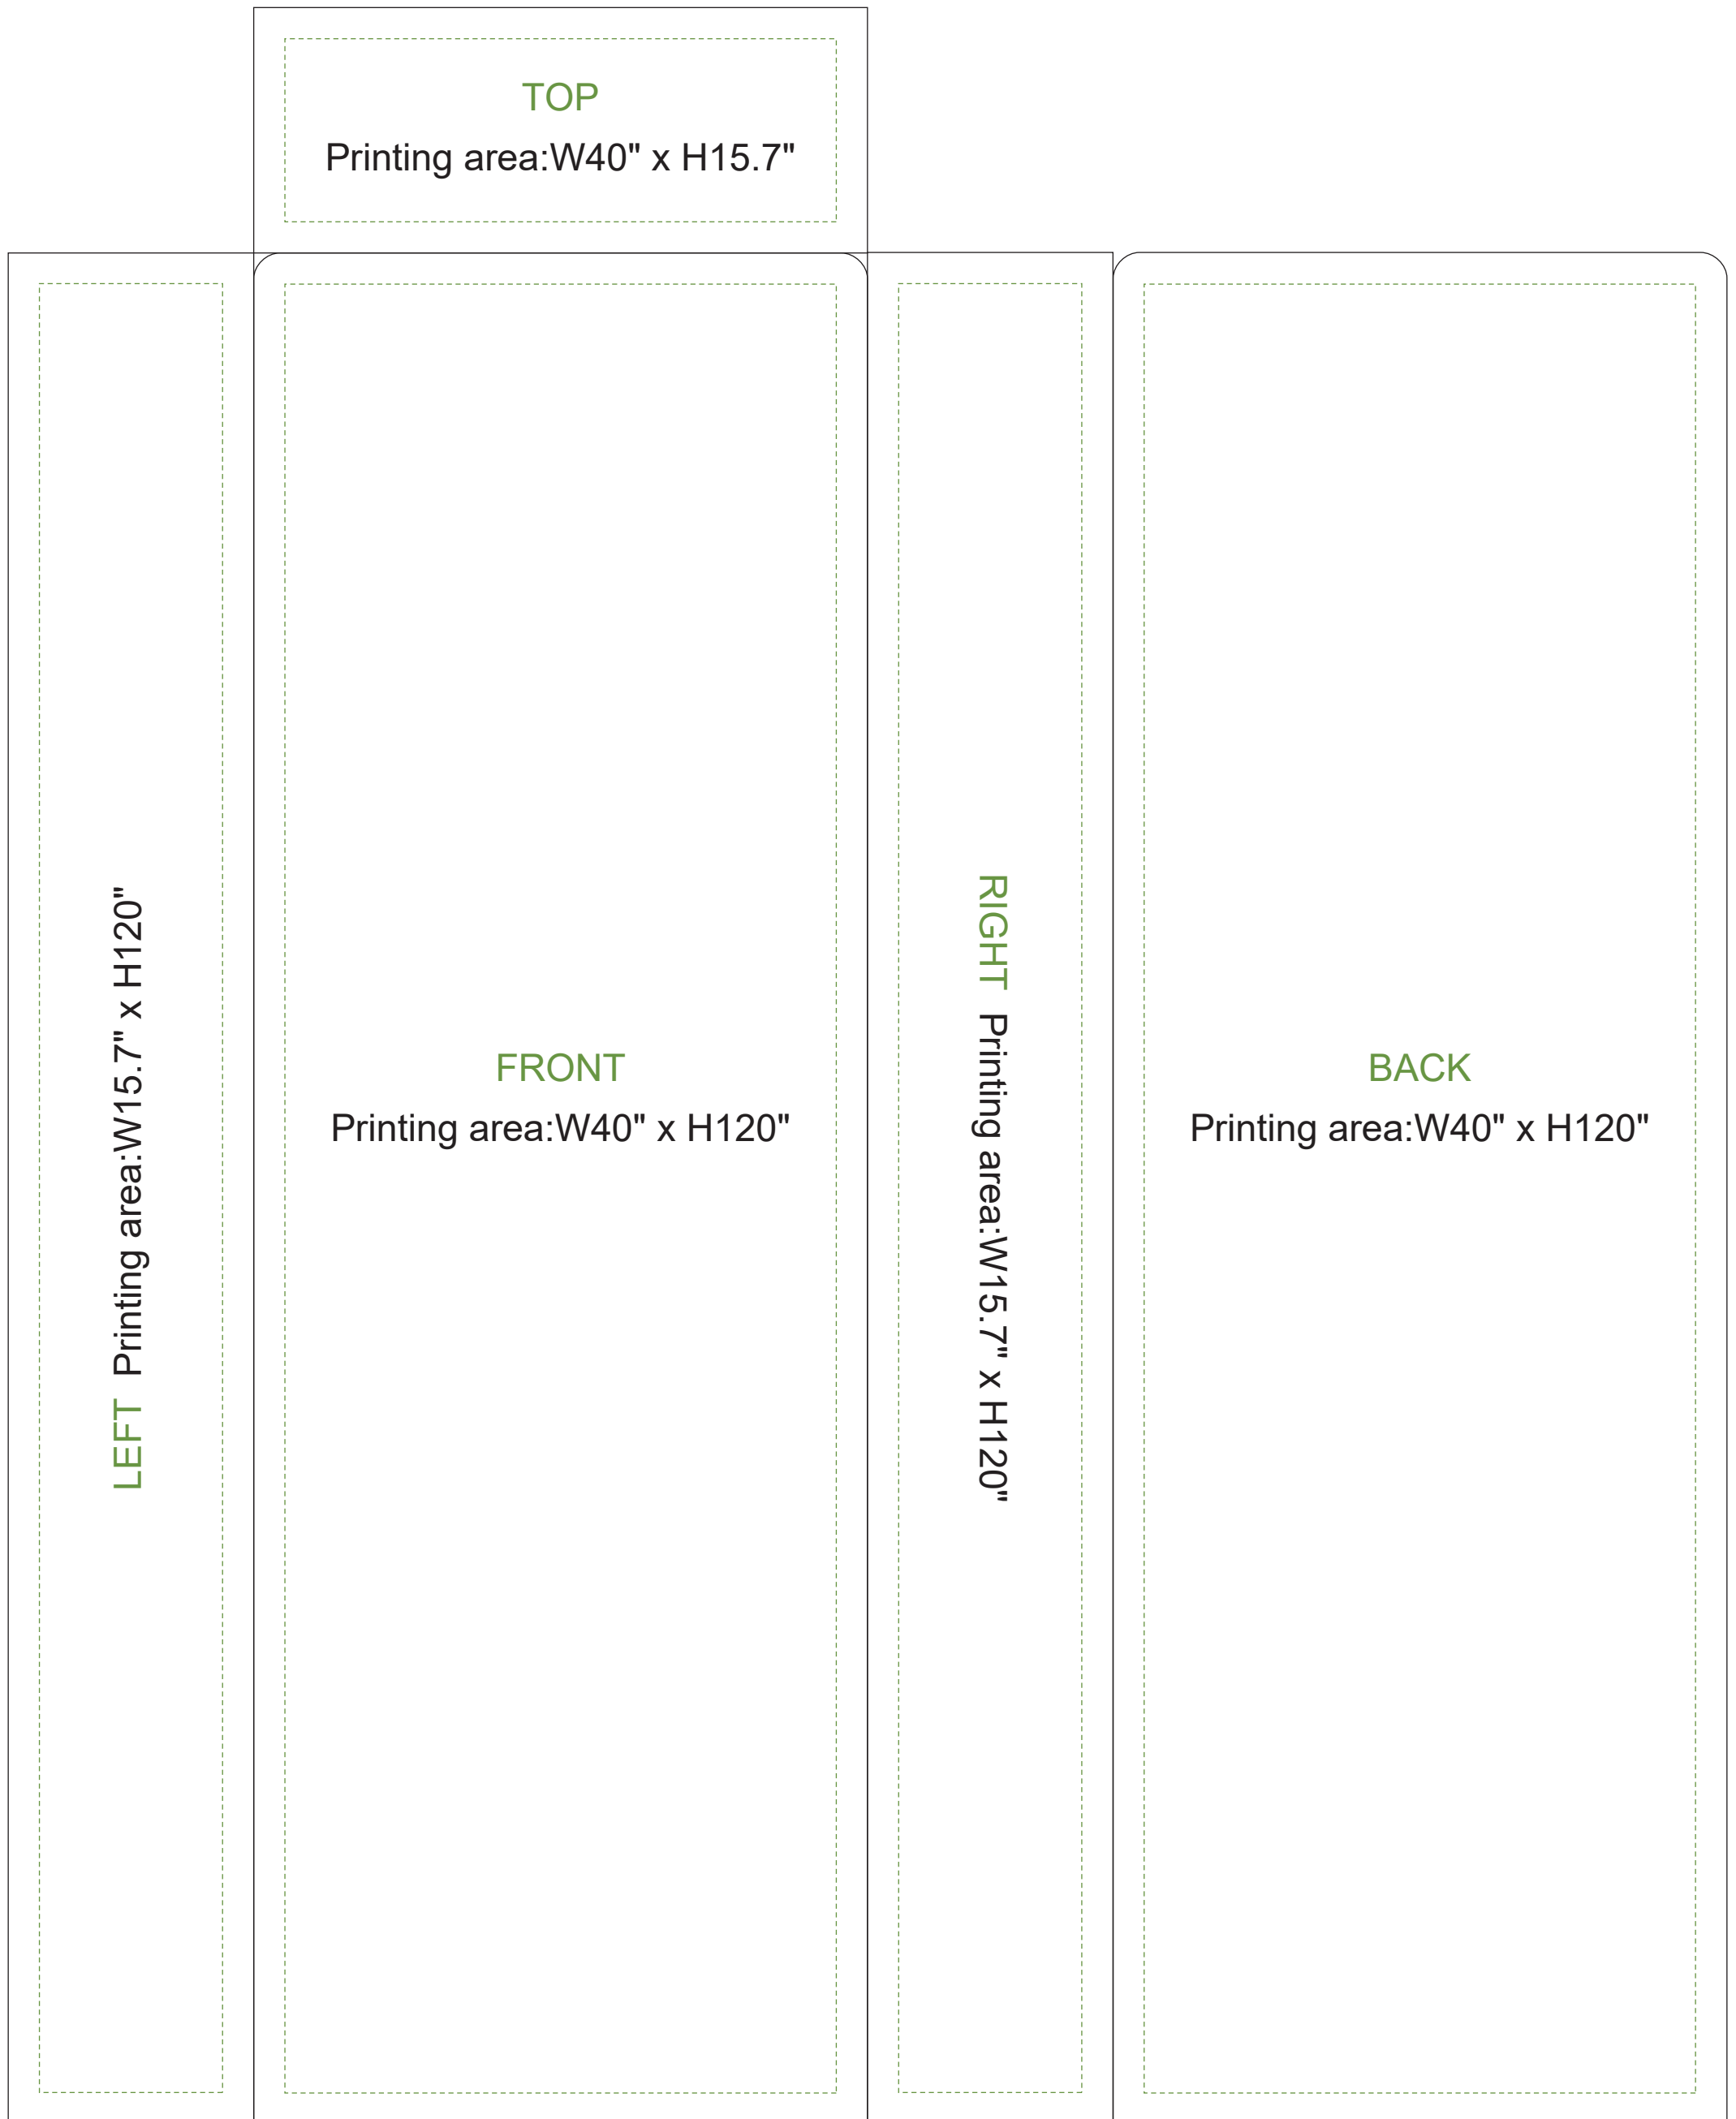 TOP
Printing area:W40" x H15.7"
LEFT Printing area:W15.7" x H120"
FRONT
Printing area:W40" x H120"
RIGHT Printing area:W15.7" x H120"
BACK
Printing area:W40" x H120"